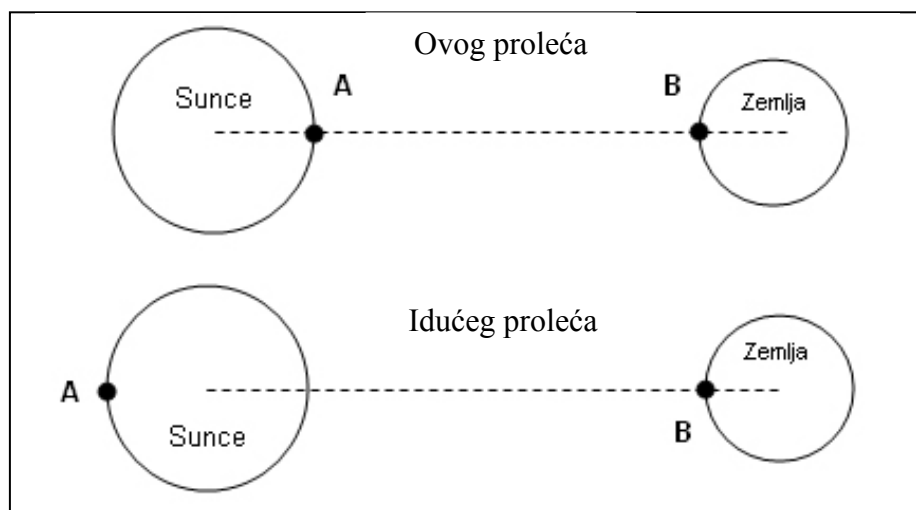 Ovog proleća
Sunce
A
B
Zemlja
Idućeg proleća
Zemlja
A
Sunce
B